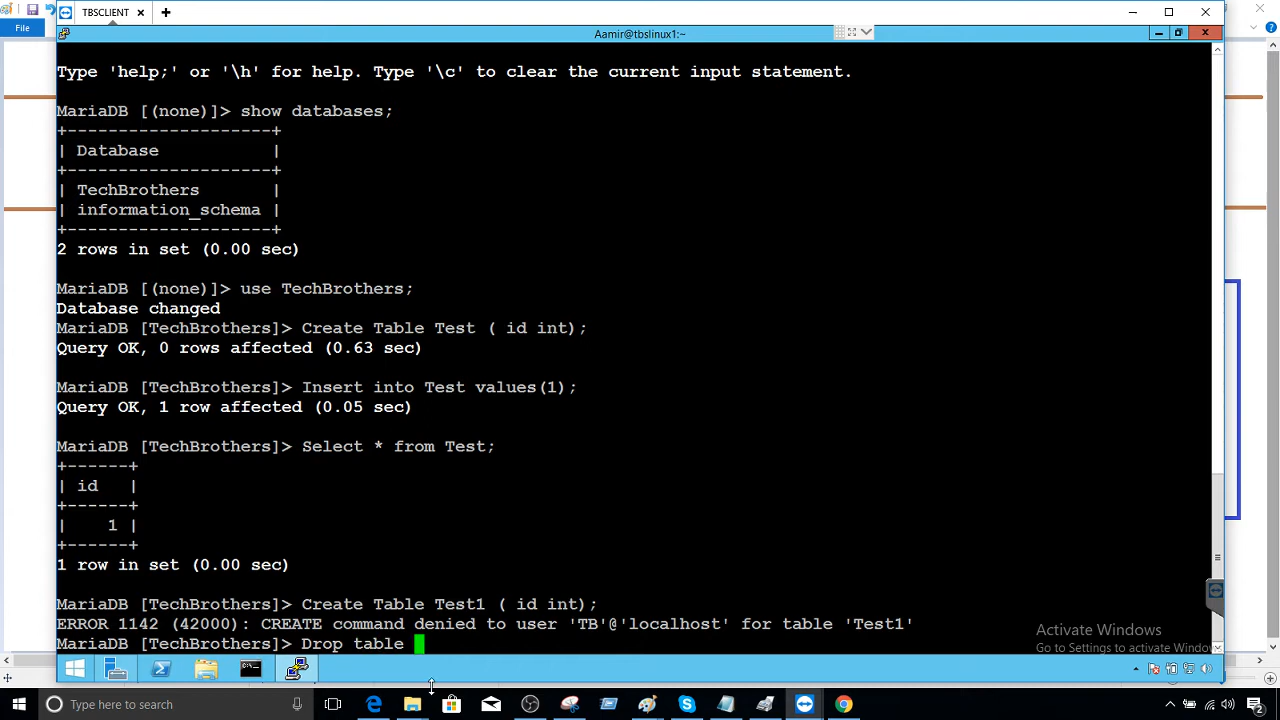 TBSCLIENT
File
Aamir@tbslinux1:~
Type 'help;' or '\h' for help. Type '\c' to clear the current input statement.
MariaDB [(none)]> show databases;
+--------------------+
| Database           |
+--------------------+
| TechBrothers       |
| information_schema |
+--------------------+
2 rows in set (0.00 sec)
MariaDB [(none)]> use TechBrothers;
Database changed
MariaDB [TechBrothers]> Create Table Test ( id int);
Query OK, 0 rows affected (0.63 sec)
MariaDB [TechBrothers]> Insert into Test values(1);
Query OK, 1 row affected (0.05 sec)
MariaDB [TechBrothers]> Select * from Test;
+------+
| id   |
+------+
|    1 |
+------+
1 row in set (0.00 sec)
MariaDB [TechBrothers]> Create Table Test1 ( id int);
ERROR 1142 (42000): CREATE command denied to user 'TB'@'localhost' for table 'Test1'
MariaDB [TechBrothers]> Drop table
Activate Windows
Go to Settings to activate Windo
Type here to search